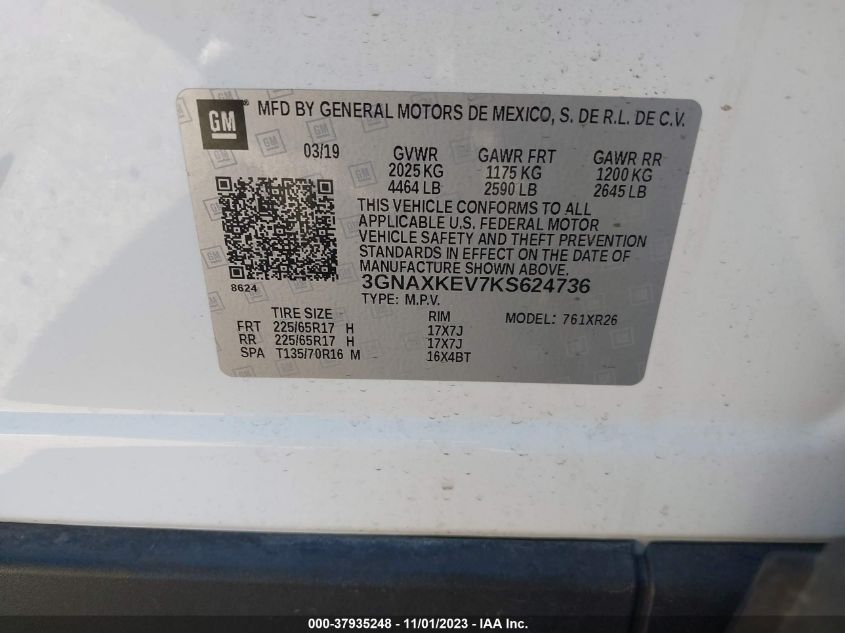 GM
MFD BY GENERAL MOTORS DE MEXICO, S. DE R.L. DE C.V.
03/19 GVWR GAWR FRT GAWR RR
2025 KG 1175 KG 1200 KG
4464 LB 2590 LB 2645 LB
THIS VEHICLE CONFORMS TO ALL
APPLICABLE U.S. FEDERAL MOTOR
VEHICLE SAFETY AND THEFT PREVENTION
STANDARDS IN EFFECT ON THE DATE OF
MANUFACTURE SHOWN ABOVE.
8624 3GNAXKEV7KS624736
TYPE: M.P.V.
TIRE SIZE RIM MODEL: 761XR26
FRT 225/65R17 H 17X7J
RR 225/65R17 H 17X7J
SPA T135/70R16 M 16X4BT
000-37935248 - 11/01/2023 - IAAI Inc.